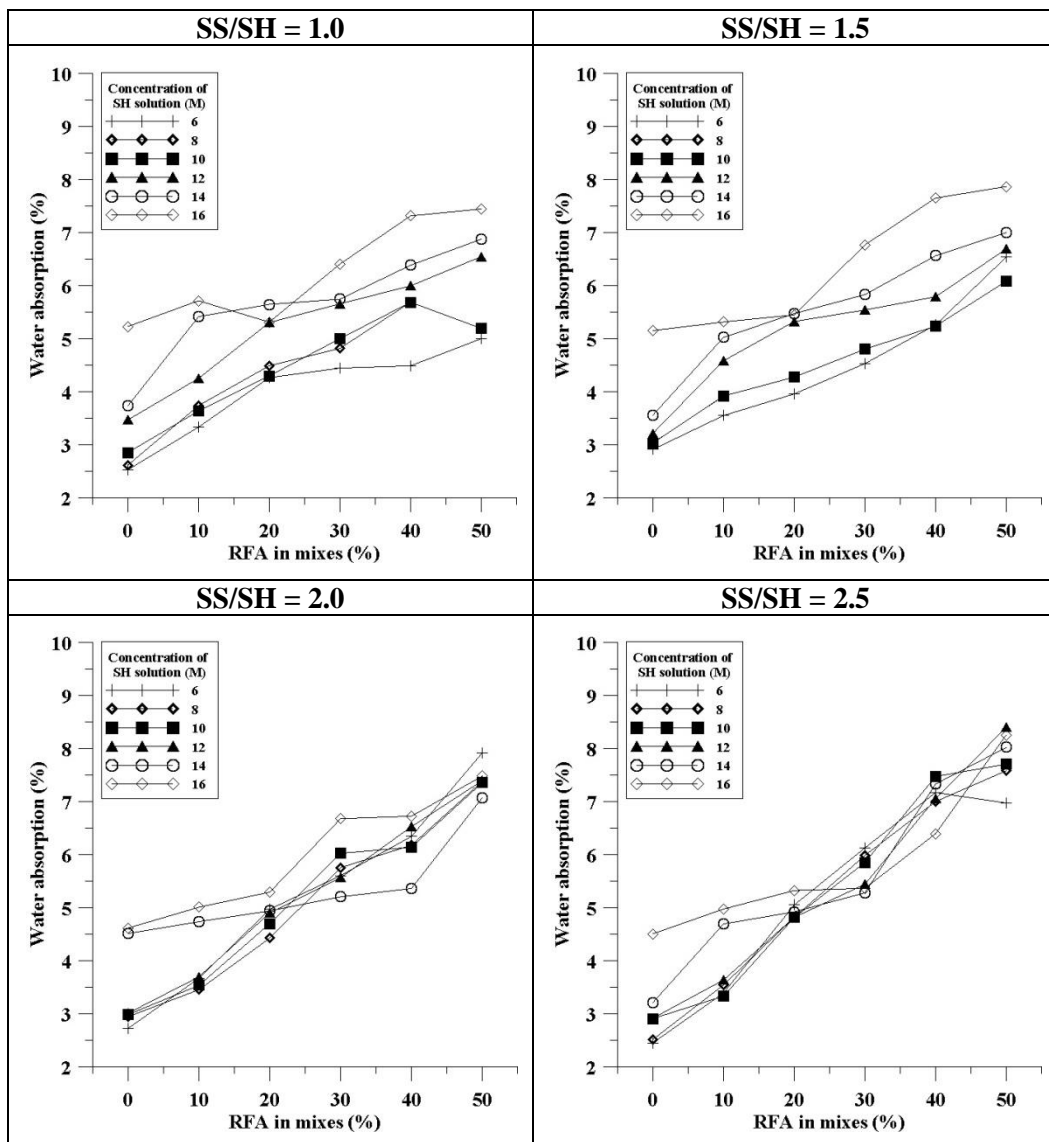 SS/SH = 1.0
Concentration of
SH solution (M)
6
8
10
12
14
16
10
9
8
7
6
5
4
3
2
Water absorption (%)
0 10 20 30 40 50
RFA in mixes (%)
SS/SH = 1.5
Concentration of
SH solution (M)
6
8
10
12
14
16
10
9
8
7
6
5
4
3
2
Water absorption (%)
0 10 20 30 40 50
RFA in mixes (%)
SS/SH = 2.0
Concentration of
SH solution (M)
6
8
10
12
14
16
10
9
8
7
6
5
4
3
2
Water absorption (%)
0 10 20 30 40 50
RFA in mixes (%)
SS/SH = 2.5
Concentration of
SH solution (M)
6
8
10
12
14
16
10
9
8
7
6
5
4
3
2
Water absorption (%)
0 10 20 30 40 50
RFA in mixes (%)